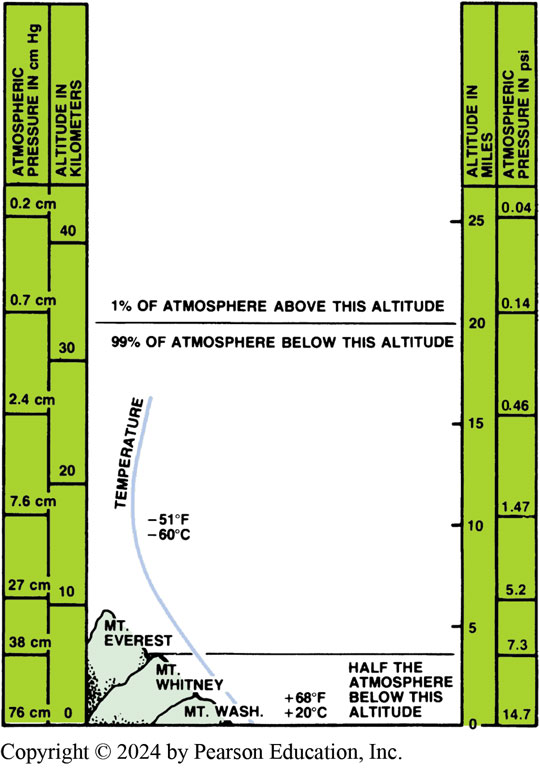 ATMOSPHERIC
PRESSURE IN cm Hg
ALTITUDE IN
KILOMETERS
ALTITUDE IN
MILES
ATMOSPHERIC
PRESSURE IN psi
0.2 cm
40
25
0.04
0.7 cm
1% OF ATMOSPHERE ABOVE THIS ALTITUDE
0.14
20
99% OF ATMOSPHERE BELOW THIS ALTITUDE
30
2.4 cm
TEMPERATURE
15
0.46
20
7.6 cm
1.47
-51°F
-60°C
10
27 cm
10
5.2
MT.
EVEREST
5
38 cm
7.3
MT.
WHITNEY
HALF THE
ATMOSPHERE
BELOW THIS
ALTITUDE
+68°F
+20°C
MT. WASH.
76 cm
0
0
14.7
Copyright © 2024 by Pearson Education, Inc.